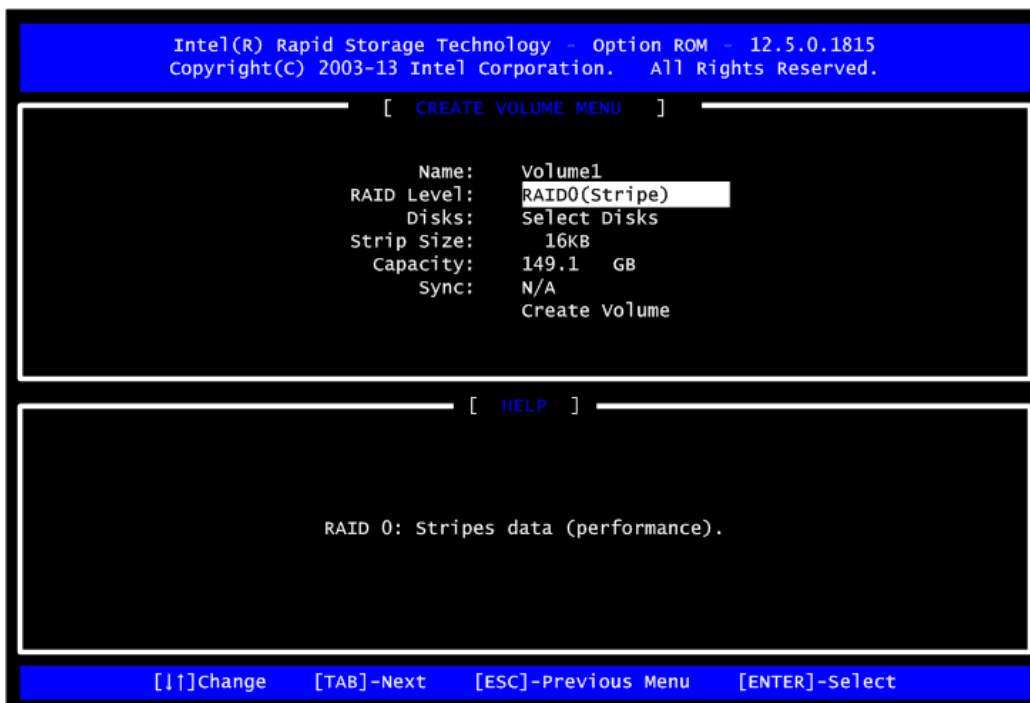 Intel(R) Rapid Storage Technology - Option ROM - 12.5.0.1815
Copyright(C) 2003-13 Intel Corporation. All Rights Reserved.
[ CREATE VOLUME MENU ]
Name: Volume1
RAID Level: RAID0(Stripe)
Disks: Select Disks
Strip Size: 16KB
Capacity: 149.1 GB
Sync: N/A
Create Volume
[ HELP ]
RAID 0: Stripes data (performance).
[↓↑]Change [TAB]-Next [ESC]-Previous Menu [ENTER]-Select